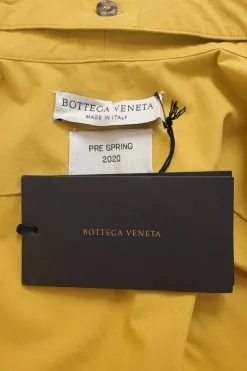 BOTTEGA VENETA
MADE IN ITALY
PRE SPRING
2020
BOTTEGA VENETA